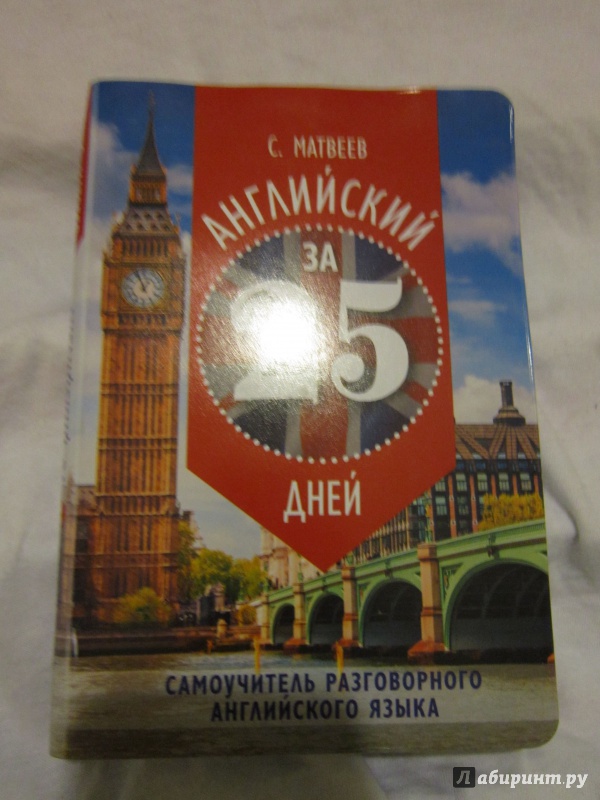 С. МАТВЕЕВ
АНГЛИЙСКИЙ
ЗА
25
ДНЕЙ
САМОУЧИТЕЛЬ РАЗГОВОРНОГО
АНГЛИЙСКОГО ЯЗЫКА
Лабиринт.ру